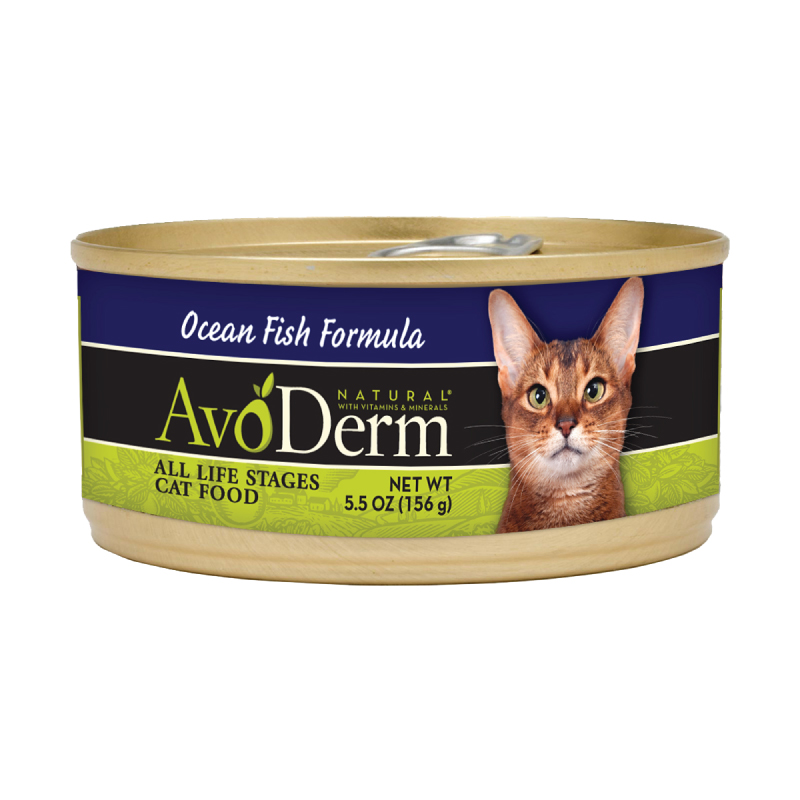 Ocean Fish Formula
NATURAL®
WITH VITAMINS & MINERALS
AvoDerm
ALL LIFE STAGES
CAT FOOD
NET WT
5.5 OZ (156 g)